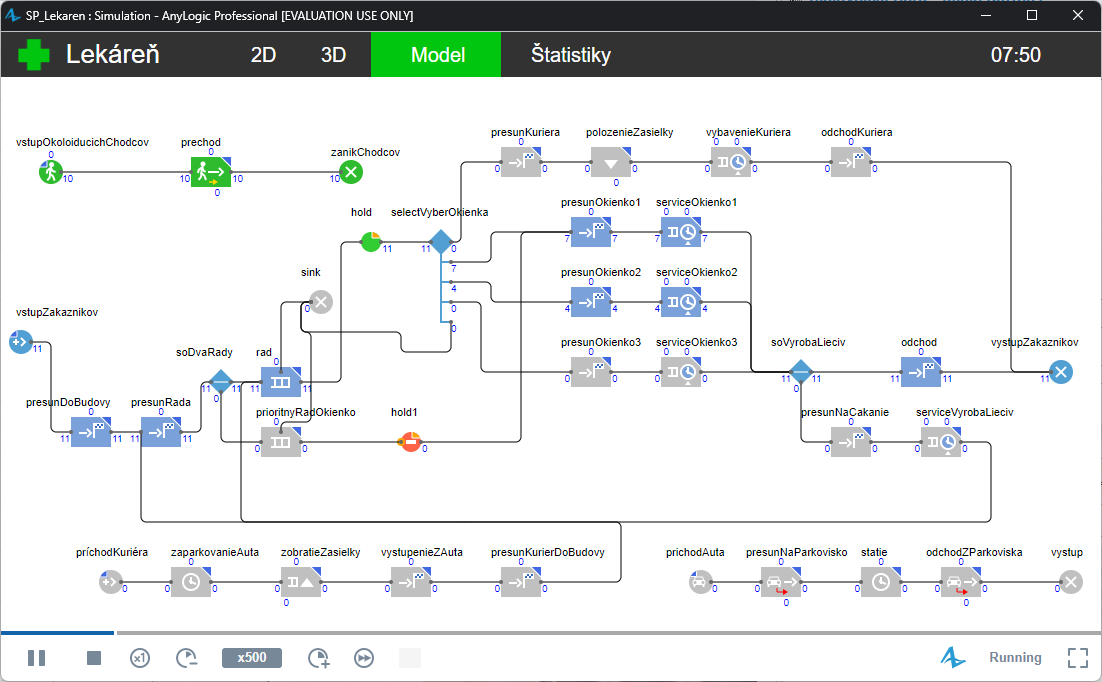 SP_Lekaren : Simulation - AnyLogic Professional [EVALUATION USE ONLY]
Lekáreň 2D 3D Model Štatistiky 07:50
presunKuriera polozenieZasielky vybavenieKuriera odchodKuriera
vstupOkoloiducichChodcov prechod 0 0 0 0
0 0 zanikChodcov
0 0 0 0 0 0 0 0
10 10 10 10 0
0
hold selectVyberOkienka presunOkienko1 serviceOkienko1
0 0 0
11 11 0 7 7 7 7
7
sink presunOkienko2 serviceOkienko2
0 0 0
4
0 0 4 4 4 4
vstupZakaznikov 0
11 soDvaRady rad presunOkienko3 serviceOkienko3 soVyrobaLieciv odchod vystupZakaznikov
0 0 0 0 0
11 11 11 11 0 0 0 0 11 11 11 11 11
0 0
presunDoBudovy presunRada prioritnyRadOkienko hold1 presunNaCakanie serviceVyrobaLieciv
0 0 0 0 0 0
11 11 11 11 0 0 0 0 0 0 0
príchodKuriéra zaparkovanieAuta zobratieZasielky vystupenieZAuta presunKurierDoBudovy prichodAuta presunNaParkovisko statie odchodZParkoviska vystup
0 0 0 0 0 0 0
0 0 0 0 0 0 0 0 0 0 0 0 0 0 0 0 0
0 0 0
x1 x500 Running